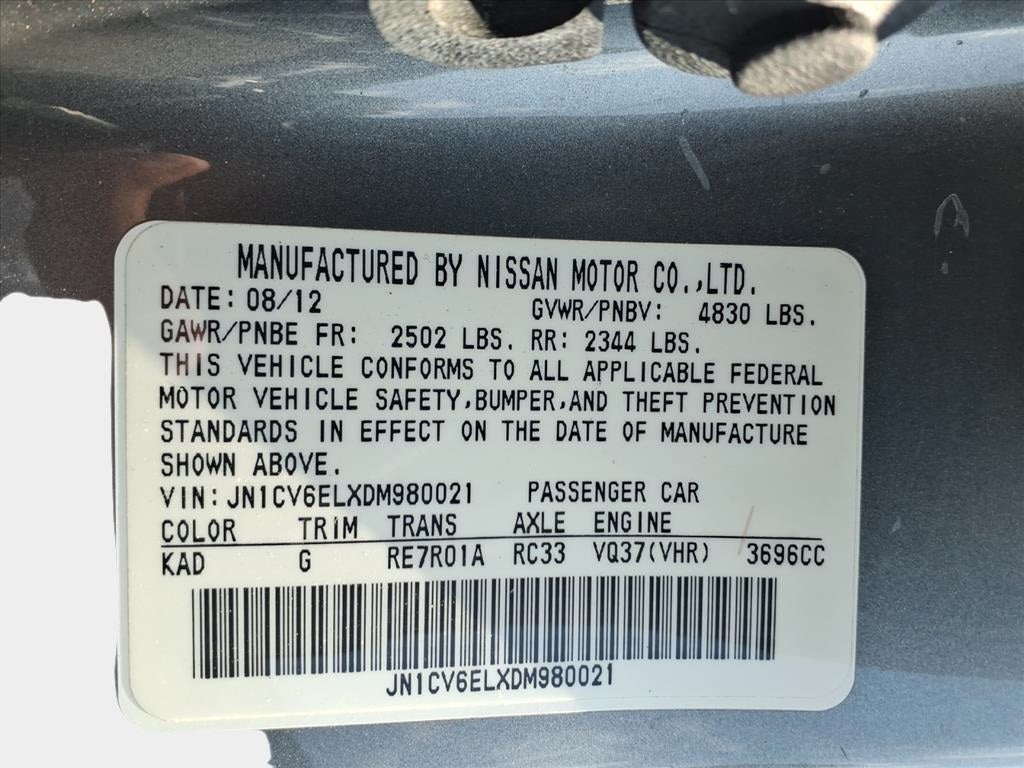 MANUFACTURED BY NISSAN MOTOR CO.,LTD.
DATE: 08/12 GVWR/PNBV: 4830 LBS.
GAWR/PNBE FR: 2502 LBS. RR: 2344 LBS.
THIS VEHICLE CONFORMS TO ALL APPLICABLE FEDERAL
MOTOR VEHICLE SAFETY,BUMPER,AND THEFT PREVENTION
STANDARDS IN EFFECT ON THE DATE OF MANUFACTURE
SHOWN ABOVE.
VIN: JN1CV6ELXDM980021 PASSENGER CAR
COLOR TRIM TRANS AXLE ENGINE
KAD G RE7R01A RC33 VQ37(VHR) 3696CC
JN1CV6ELXDM980021